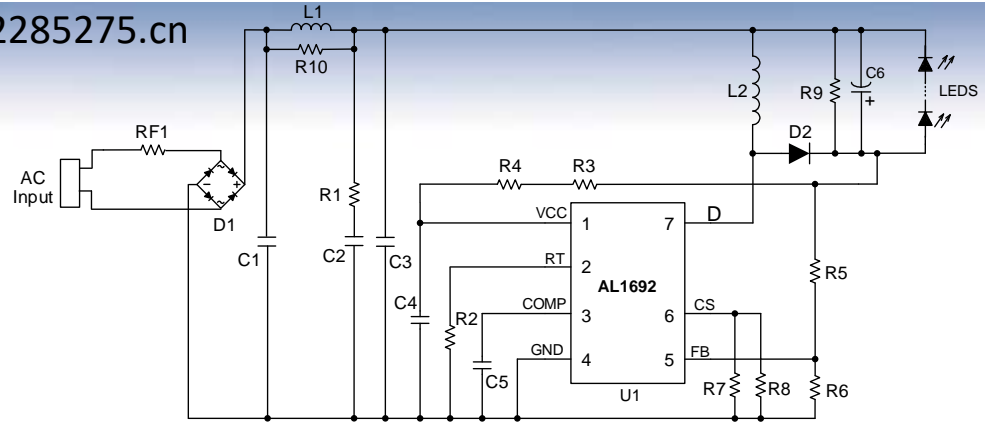 2285275.cn
L1
R10
C6
L2
R9
LEDS
D2
RF1
R4
R3
AC
Input
R1
VCC
1
7
D
D1
C1
C2
C3
RT
2
R5
AL1692
C4
COMP
3
6
CS
R2
GND
4
5
FB
C5
R7
R8
R6
U1